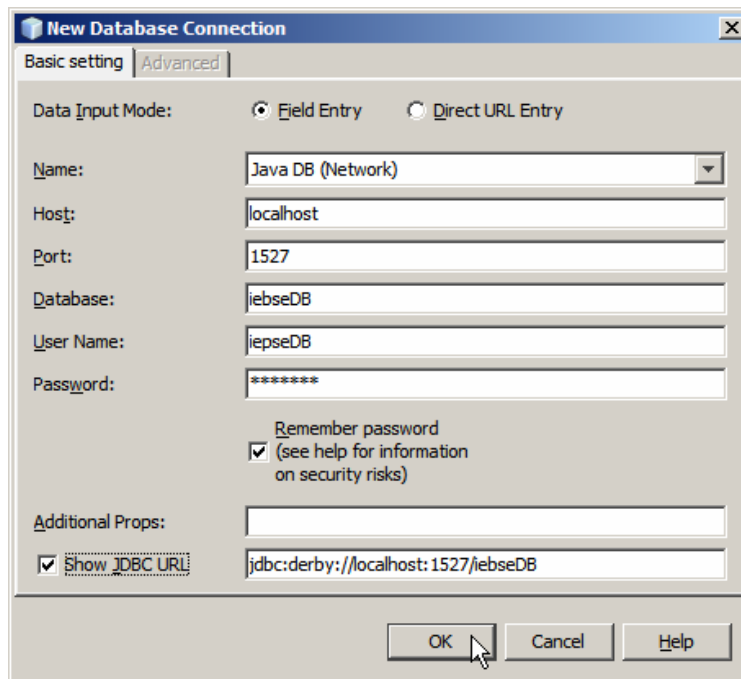 New Database Connection
Basic setting Advanced
Data Input Mode: Field Entry Direct URL Entry
Name: Java DB (Network)
Host: localhost
Port: 1527
Database: iebseDB
User Name: iepseDB
Password: *******
Remember password
(see help for information
on security risks)
Additional Props:
Show JDBC URL jdbc:derby://localhost:1527/iebseDB
OK Cancel Help